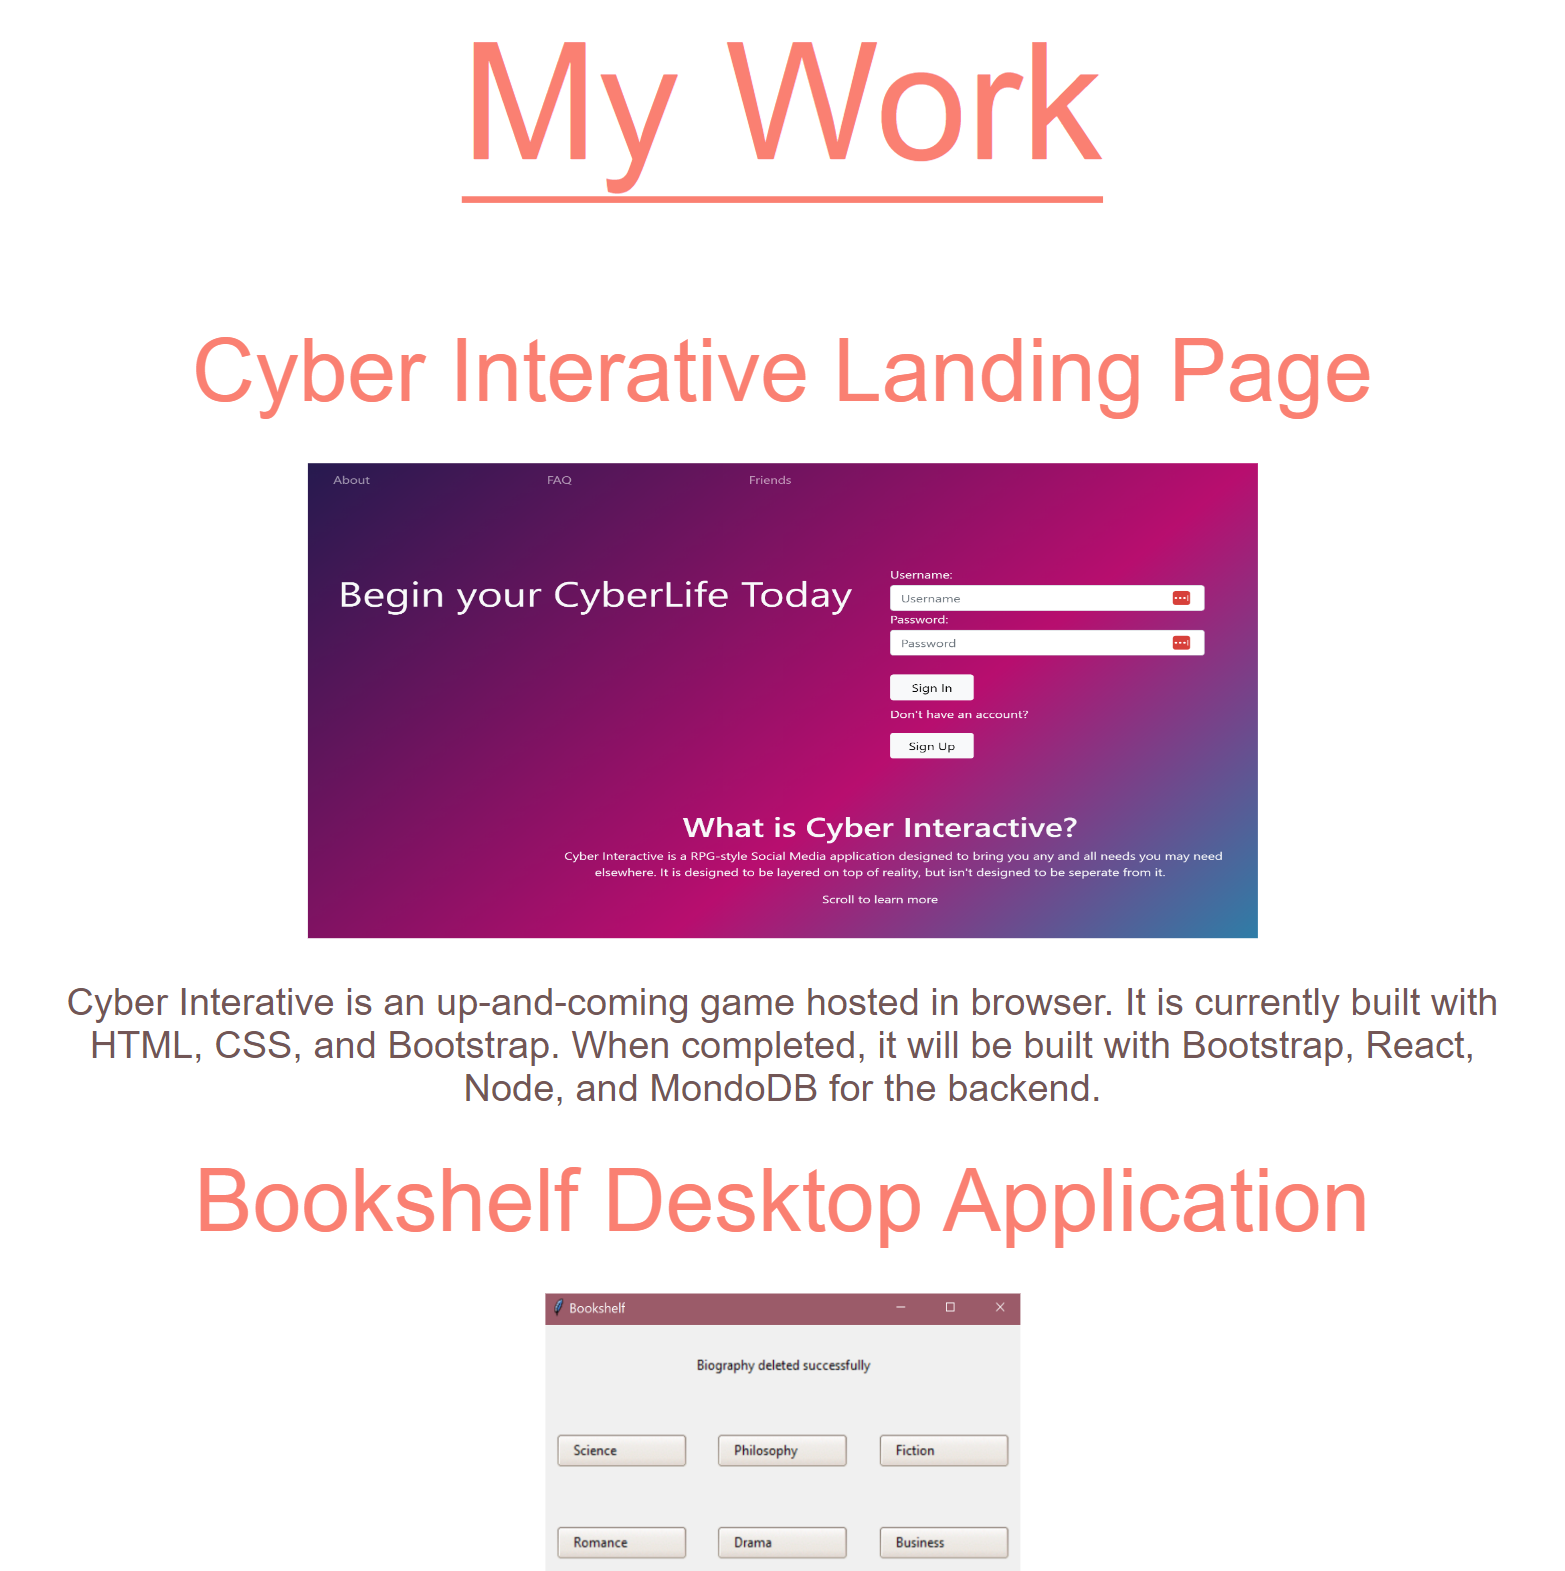 My Work
Cyber Interative Landing Page
About FAQ Friends
Begin your CyberLife Today
Username:
Username
Password:
Password
Sign In
Don't have an account?
Sign Up
What is Cyber Interactive?
Cyber Interactive is a RPG-style Social Media application designed to bring you any and all needs you may need
elsewhere. It is designed to be layered on top of reality, but isn't designed to be seperate from it.
Scroll to learn more
Cyber Interative is an up-and-coming game hosted in browser. It is currently built with
HTML, CSS, and Bootstrap. When completed, it will be built with Bootstrap, React,
Node, and MondoDB for the backend.
Bookshelf Desktop Application
Bookshelf
Biography deleted successfully
Science Philosophy Fiction
Romance Drama Business